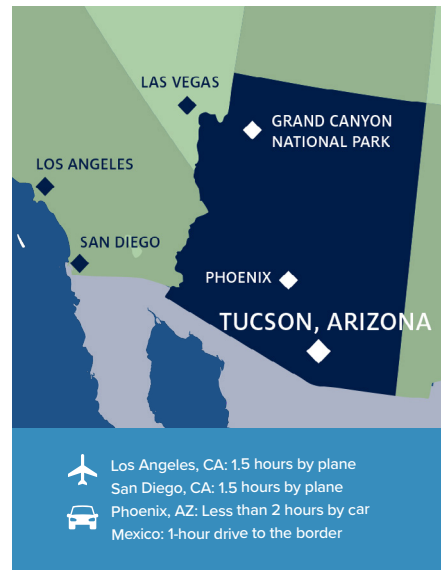 LAS VEGAS
GRAND CANYON
NATIONAL PARK
LOS ANGELES
SAN DIEGO
PHOENIX
TUCSON, ARIZONA
Los Angeles, CA: 1.5 hours by plane
San Diego, CA: 1.5 hours by plane
Phoenix, AZ: Less than 2 hours by car
Mexico: 1-hour drive to the border